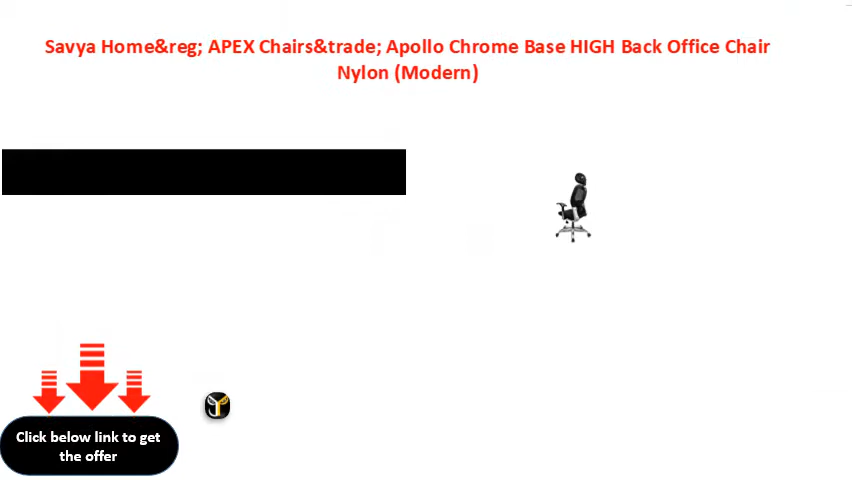 Savya Home&reg; APEX Chairs&trade; Apollo Chrome Base HIGH Back Office Chair
Nylon (Modern)
Click below link to get
the offer